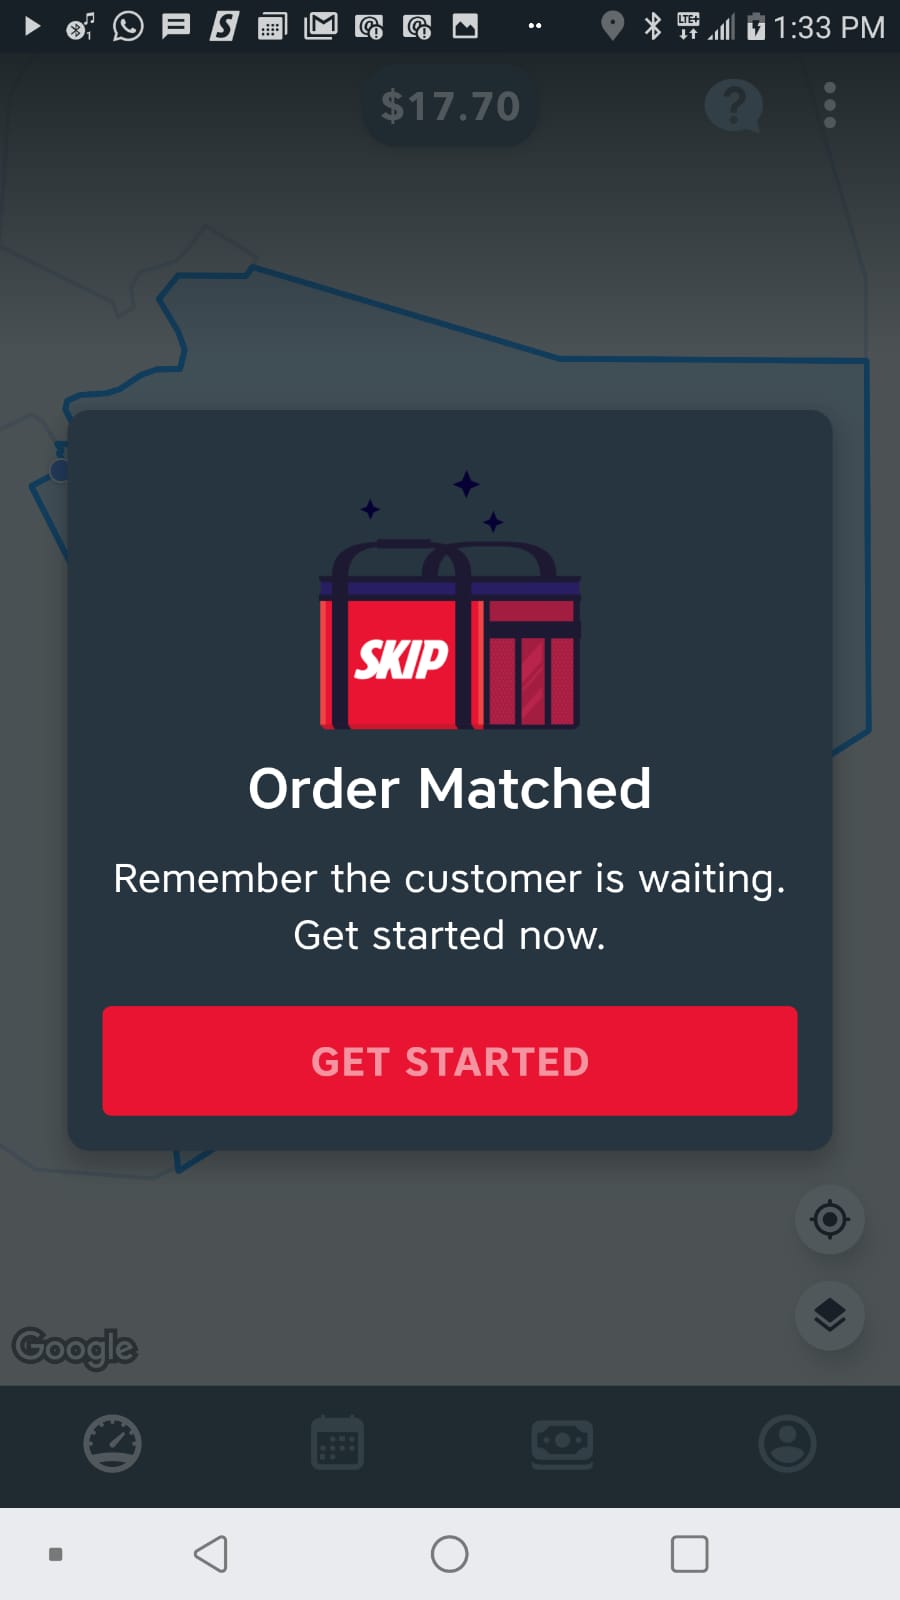 1:33 PM
$17.70
?
SKIP
Order Matched
Remember the customer is waiting.
Get started now.
GET STARTED
Google